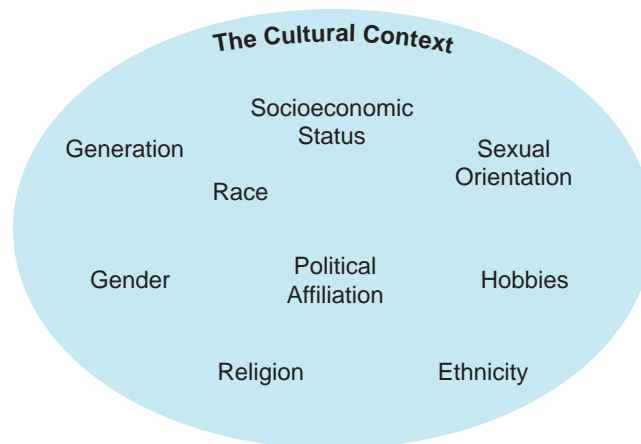 The Cultural Context
Socioeconomic
Status
Generation
Sexual
Orientation
Race
Gender
Political
Affiliation
Hobbies
Religion
Ethnicity